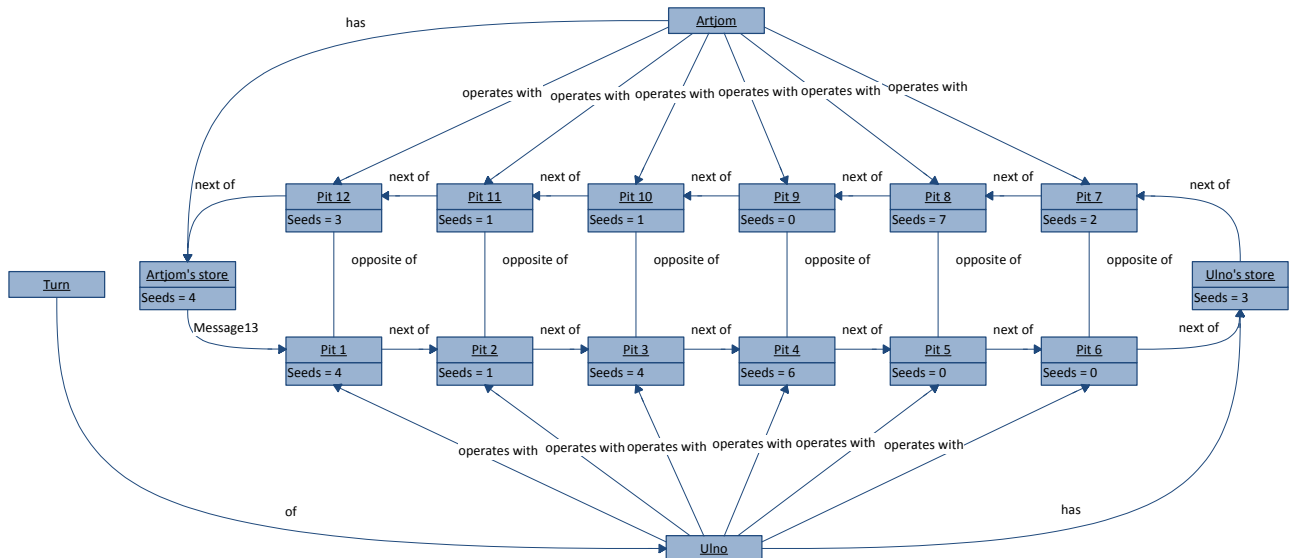 Artjom
has
operates with
operates with
operates with
operates with
operates with
operates with
next of
Pit 12
Seeds = 3
next of
Pit 11
Seeds = 1
next of
Pit 10
Seeds = 1
next of
Pit 9
Seeds = 0
next of
Pit 8
Seeds = 7
next of
Pit 7
Seeds = 2
next of
opposite of
opposite of
opposite of
opposite of
opposite of
opposite of
Turn
Artjom's store
Seeds = 4
Ulno's store
Seeds = 3
Message13
Pit 1
Seeds = 4
next of
Pit 2
Seeds = 1
next of
Pit 3
Seeds = 4
next of
Pit 4
Seeds = 6
next of
Pit 5
Seeds = 0
next of
Pit 6
Seeds = 0
next of
operates with
operates with
operates with
operates with
operates with
operates with
of
has
Ulno